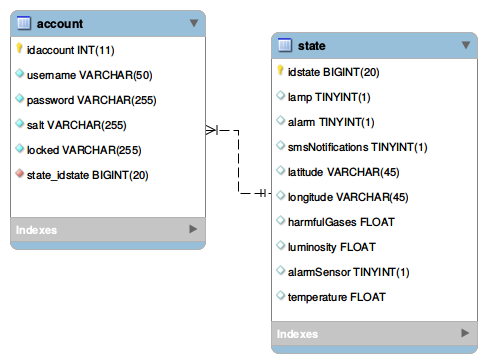 account
idaccount INT(11)
username VARCHAR(50)
password VARCHAR(255)
salt VARCHAR(255)
locked VARCHAR(255)
state_idstate BIGINT(20)
Indexes
state
idstate BIGINT(20)
lamp TINYINT(1)
alarm TINYINT(1)
smsNotifications TINYINT(1)
latitude VARCHAR(45)
longitude VARCHAR(45)
harmfulGases FLOAT
luminosity FLOAT
alarmSensor TINYINT(1)
temperature FLOAT
Indexes